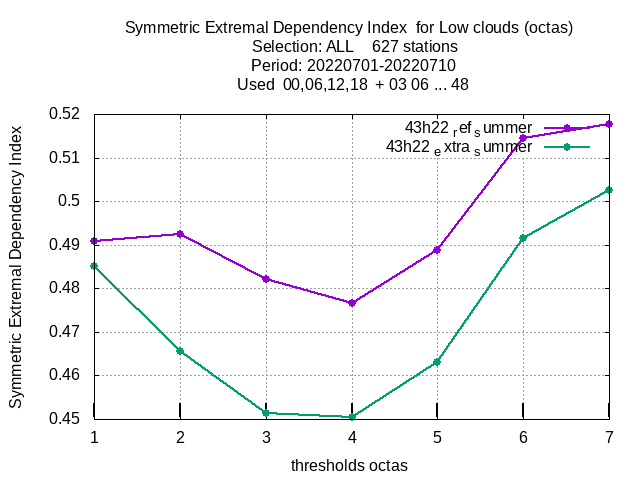 Symmetric Extremal Dependency Index  for Low clouds (octas)
Selection: ALL    627 stations
Period: 20220701-20220710
Used  00,06,12,18  + 03 06 ... 48
43h22 ref summer
43h22 extra summer
Symmetric Extremal Dependency Index
0.52
0.51
0.5
0.49
0.48
0.47
0.46
0.45
1 2 3 4 5 6 7
thresholds octas